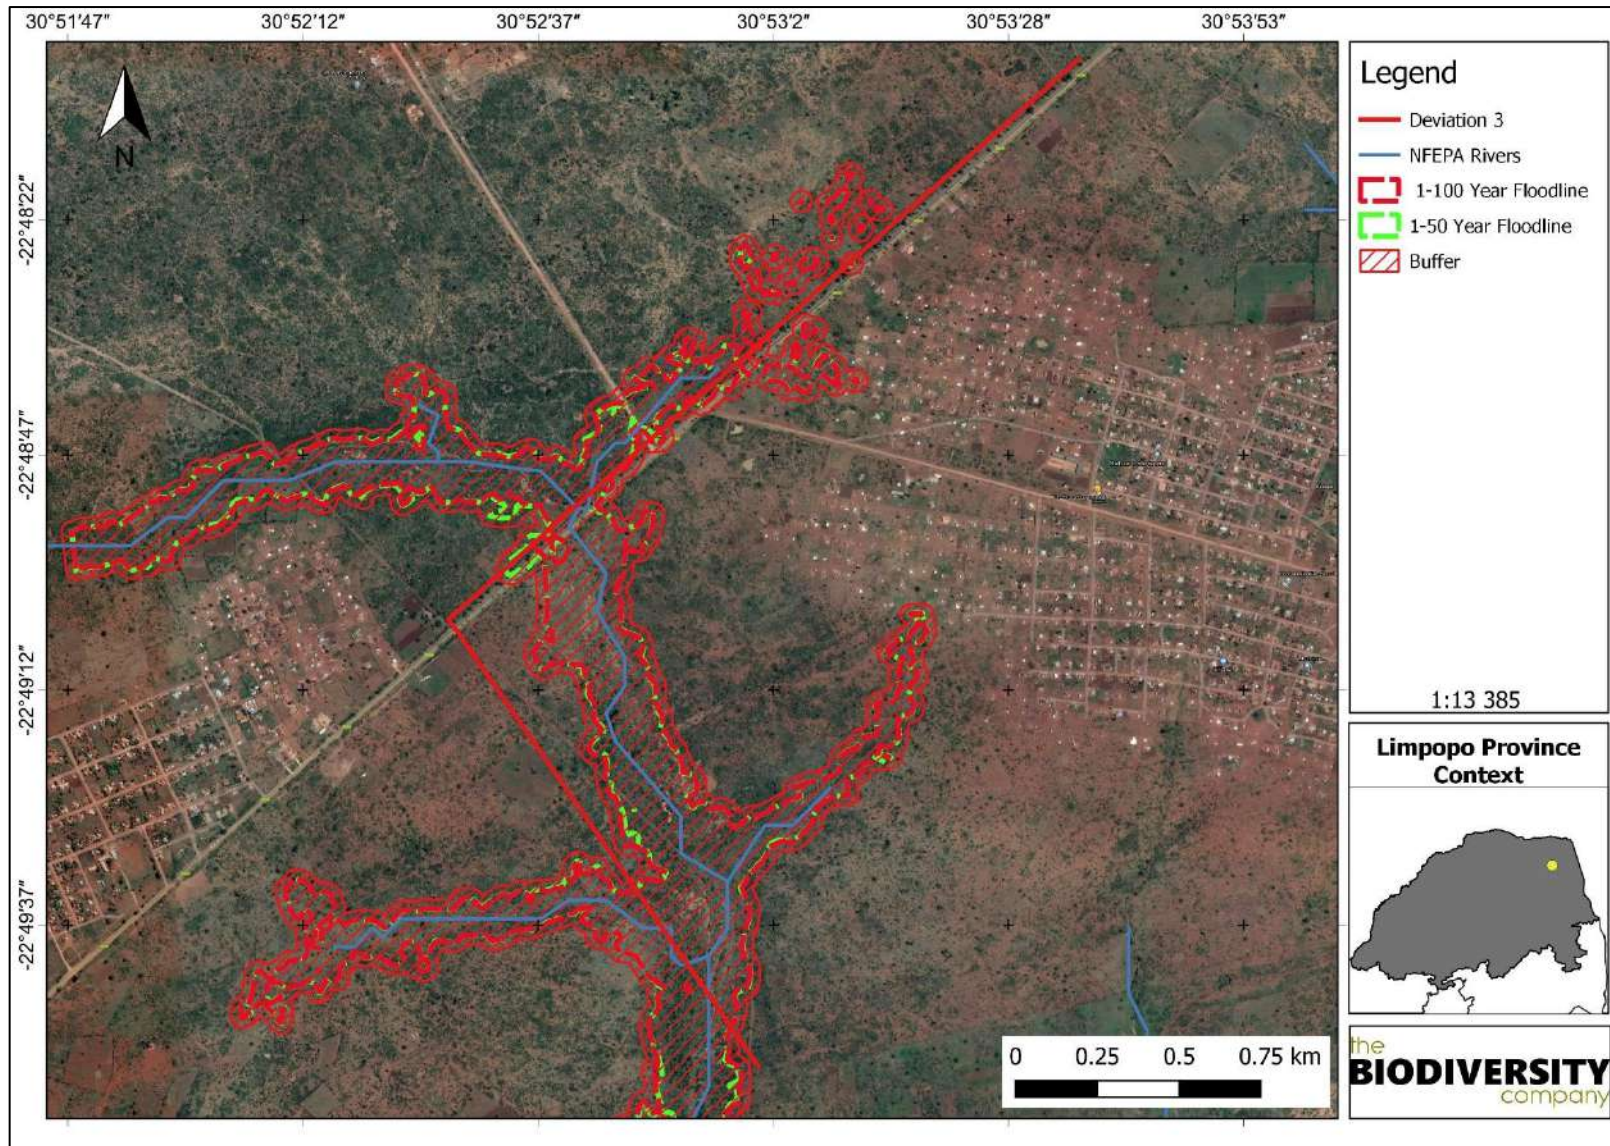 30°51'47" 30°52'12" 30°52'37" 30°53'2" 30°53'28" 30°53'53"
N
-22°48'22"
-22°48'47"
-22°49'12"
-22°49'37"
0 0.25 0.5 0.75 km
Legend
Deviation 3
NFEPA Rivers
1-100 Year Floodline
1-50 Year Floodline
Buffer
1:13 385
Limpopo Province
Context
the
BIODIVERSITY
company